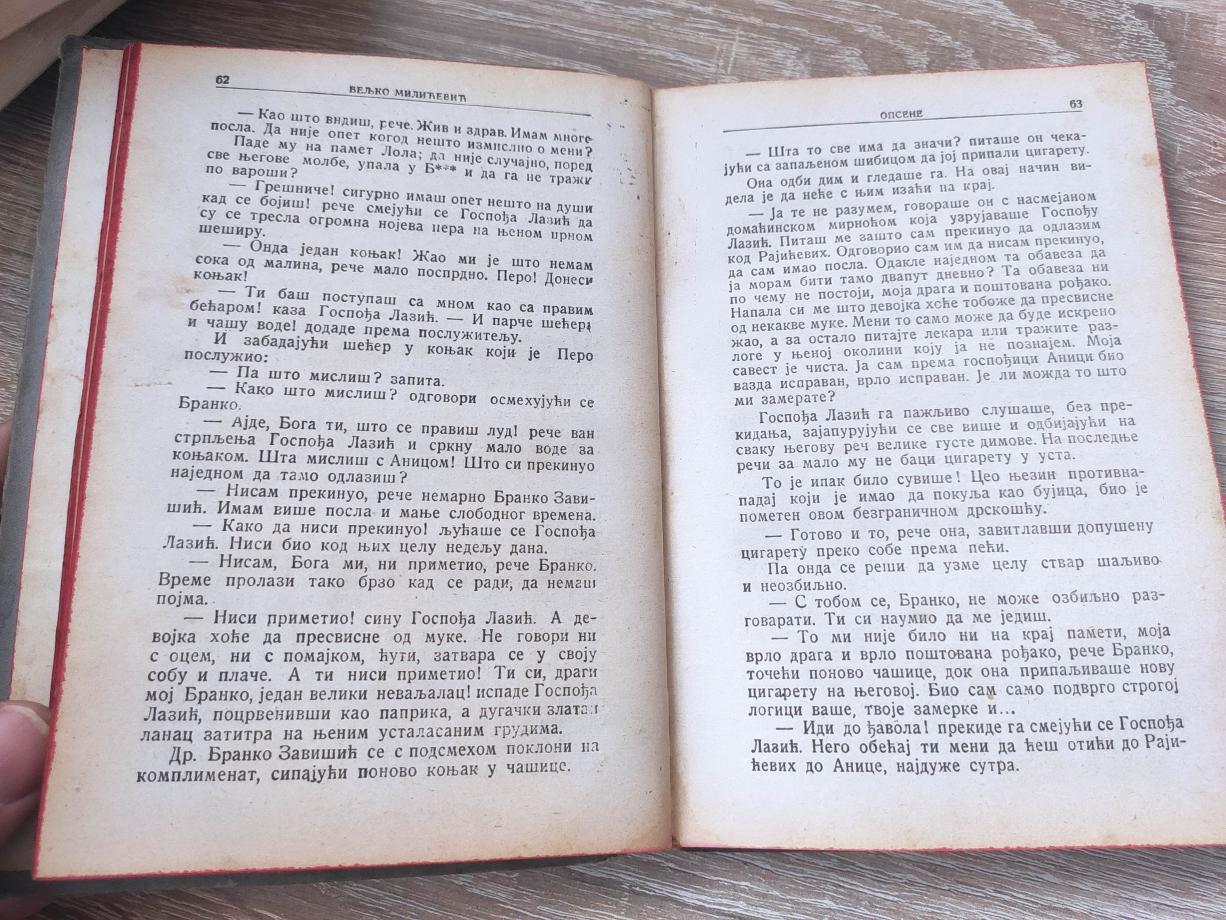 62
ВЕЉКО МИЛИЋЕВИЋ
— Као што видиш, рече. Жив и здрав. Имам много
посла. Да није опет когод нешто измислио о мени?
Паде му на памет Лола; да није случајно, поред
све његове молбе, упала у Б*** и да га не тражи
по вароши?
— Грешниче! сигурно имаш опет нешто на души
кад се бојиш! рече смејући се Госпођа Лазић да
су се тресла огромна нојева пера на њеном црном
шеширу.
— Онда један коњак! Жао ми је што немам
сока од малина, рече мало поспрдно. Перо! Донеси
коњак!
— Ти баш поступаш са мном као са правим
бећаром! каза Госпођа Лазић. — И парче шећера
и чашу воде! додаде према послужитељу.
И забадајући шећер у коњак који је Перо
послужио:
— Па што мислиш? запита.
— Како што мислиш? одговори осмехујући се
Бранко.
— Ајде, Бога ти, што се правиш луд! рече ван
стрпљења Госпођа Лазић и сркну мало воде за
коњаком. Шта мислиш с Аницом! Што си прекинуо
наједном да тамо одлазиш?
— Нисам прекинуо, рече немарно Бранко Зави-
шић. Имам више посла и мање слободног времена.
— Како да ниси прекинуо! љућаше се Госпођа
Лазић. Ниси био код њих целу недељу дана.
— Нисам, Бога ми, ни приметио, рече Бранко.
Време пролази тако брзо кад се ради, да немаш
појма.
— Ниси приметио! сину Госпођа Лазић. А де-
војка хоће да пресвисне од муке. Не говори ни
с оцем, ни с помајком, ћути, затвара се у своју
собу и плаче. А ти ниси приметио! Ти си, драги
мој Бранко, један велики неваљалац! испаде Госпођа
Лазић, поцрвенивши као паприка, а дугачки златан
ланац затитра на њеним усталасаним грудима.
Др. Бранко Завишић се с подсмехом поклони на
комплименат, сипајући поново коњак у чашице.
ОПСЕНЕ
63
— Шта то све има да значи? питаше он чека-
јући са запаљеном шибицом да јој припали цигарету.
Она одби дим и гледаше га. На овај начин ви-
дела је да неће с њим изаћи на крај.
— Ја те не разумем, говораше он с насмејаном
домаћинском мирноћом која узрујаваше Госпођу
Лазић. Питаш ме зашто сам прекинуо да одлазим
код Рајићевих. Одговорио сам им да нисам прекинуо,
да сам имао посла. Одакле наједном та обавеза да
ја морам бити тамо двапут дневно? Та обавеза ни
по чему не постоји, моја драга и поштована рођако.
Напала си ме што девојка хоће тобоже да пресвисне
од некакве муке. Мени то само може да буде искрено
жао, а за остало питајте лекара или тражите раз-
логе у њеној околини коју ја не познајем. Моја
савест је чиста. Ја сам према госпођици Аници био
вазда исправан, врло исправан. Је ли можда то што
ми замерате?
Госпођа Лазић га пажљиво слушаше, без пре-
кидања, зајапурујући се све више и одбијајући на
сваку његову реч велике густе димове. На последње
речи за мало му не баци цигарету у уста.
То је ипак било сувише! Цео њезин противна-
падај који је имао да покуља као бујица, био је
пометен овом безграничном дрскошћу.
— Готово и то, рече она, завитлавши допушену
цигарету преко собе према пећи.
Па онда се реши да узме целу ствар шаљиво
и неозбиљно.
— С тобом се, Бранко, не може озбиљно раз-
говарати. Ти си наумио да ме једиш.
— То ми није било ни на крај памети, моја
врло драга и врло поштована рођако, рече Бранко,
точећи поново чашице, док она припаљиваше нову
цигарету на његовој. Био сам само подврго строгој
логици ваше, твоје замерке и...
— Иди до ђавола! прекиде га смејући се Госпођа
Лазић. Него обећај ти мени да ћеш отићи до Раји-
ћевих до Анице, најдуже сутра.